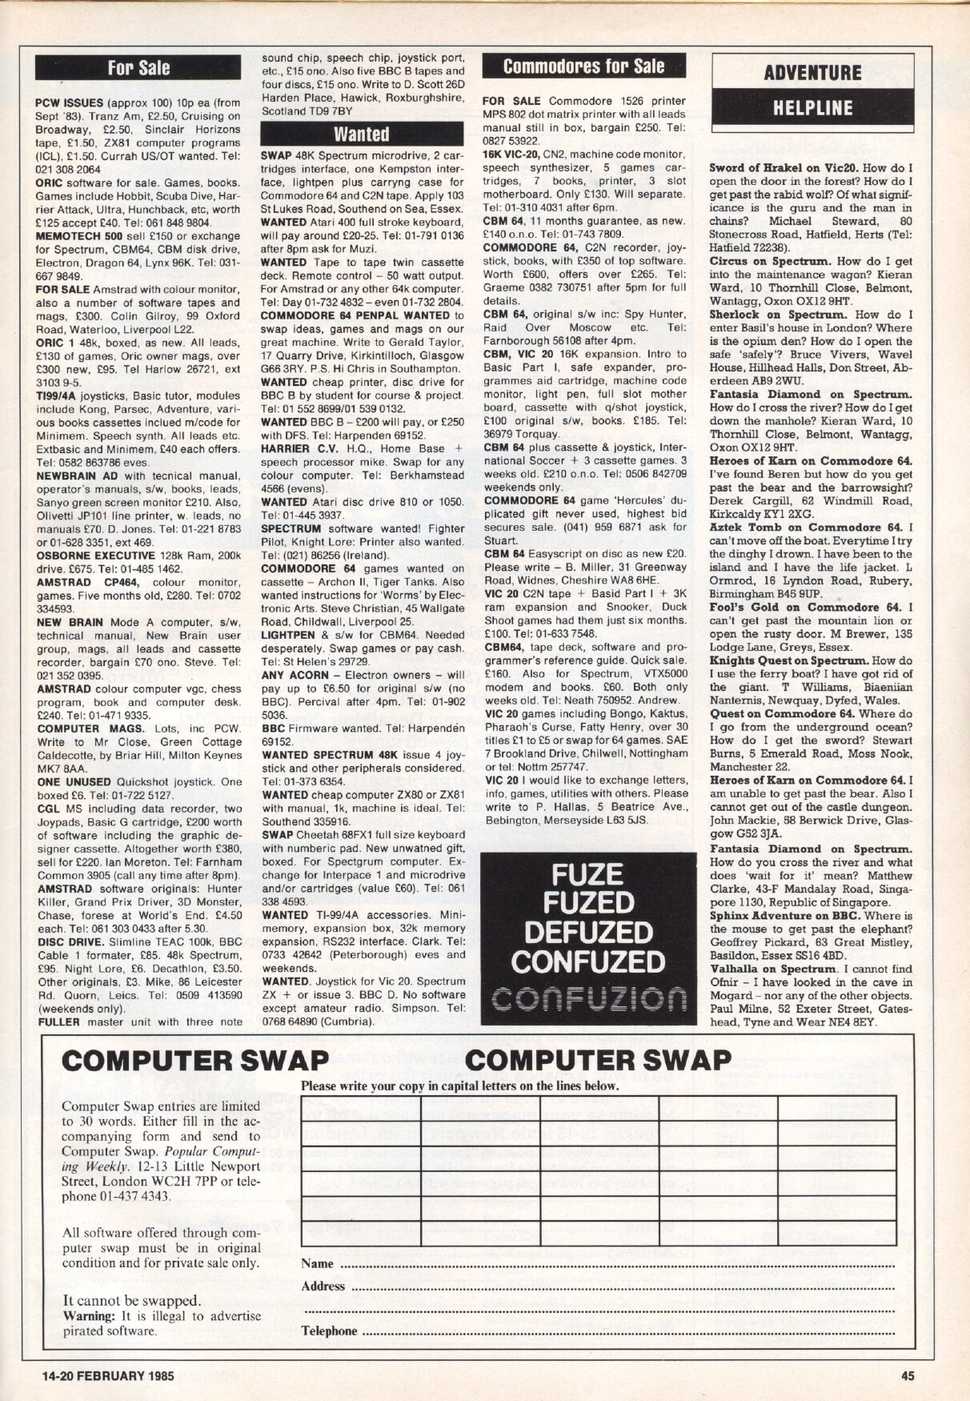 For Sale
PCW ISSUES (approx 100) 10p ea (from
Sept '83). Tranz Am, £2.50, Cruising on
Broadway, £2.50, Sinclair Horizons
tape, £1.50, ZX81 computer programs
(ICL), £1.50. Currah US/OT wanted. Tel:
021 308 2064
ORIC software for sale. Games, books.
Games include Hobbit, Scuba Dive, Har-
rier Attack, Ultra, Hunchback, etc, worth
£125 accept £40. Tel: 061 848 9804.
MEMOTECH 500 sell £150 or exchange
for Spectrum, CBM64, CBM disk drive,
Electron, Dragon 64, Lynx 96K. Tel: 031-
667 9849.
FOR SALE Amstrad with colour monitor,
also a number of software tapes and
mags, £300. Colin Gilroy, 99 Oxford
Road, Waterloo, Liverpool L22.
ORIC 1 48k, boxed, as new. All leads,
£130 of games, Oric owner mags, over
£300 new, £95. Tel Harlow 26721, ext
3103 9-5.
TI99/4A joysticks, Basic tutor, modules
include Kong, Parsec, Adventure, vari-
ous books cassettes inclued m/code for
Minimem. Speech synth. All leads etc.
Extbasic and Minimem, £40 each offers.
Tel: 0582 863786 eves.
NEWBRAIN AD with tecnical manual,
operator's manuals, s/w, books, leads,
Sanyo green screen monitor £210. Also,
Olivetti JP101 line printer, w. leads, no
manuals £70. D. Jones. Tel: 01-221 8783
or 01-628 3351, ext 469.
OSBORNE EXECUTIVE 128k Ram, 200k
drive. £675. Tel: 01-485 1462.
AMSTRAD CP464, colour monitor,
games. Five months old, £280. Tel: 0702
334593.
NEW BRAIN Mode A computer, s/w,
technical manual, New Brain user
group, mags, all leads and cassette
recorder, bargain £70 ono. Steve. Tel:
021 352 0395.
AMSTRAD colour computer vgc, chess
program, book and computer desk.
£240. Tel: 01-471 9335.
COMPUTER MAGS. Lots, inc PCW.
Write to Mr Close, Green Cottage
Caldecotte, by Briar Hill, Milton Keynes
MK7 8AA.
ONE UNUSED Quickshot joystick. One
boxed £6. Tel: 01-722 5127.
CGL MS including data recorder, two
Joypads, Basic G cartridge, £200 worth
of software including the graphic de-
signer cassette. Altogether worth £380,
sell for £220. Ian Moreton. Tel: Farnham
Common 3905 (call any time after 8pm).
AMSTRAD software originals: Hunter
Killer, Grand Prix Driver, 3D Monster,
Chase, forese at World's End. £4.50
each. Tel: 061 303 0433 after 5.30.
DISC DRIVE. Slimline TEAC 100k, BBC
Cable 1 formater, £85. 48k Spectrum,
£95. Night Lore, £6. Decathlon, £3.50.
Other originals, £3. Mike, 86 Leicester
Rd. Quorn, Leics. Tel: 0509 413590
(weekends only).
FULLER master unit with three note
sound chip, speech chip, joystick port,
etc., £15 ono. Also five BBC B tapes and
four discs, £15 ono. Write to D. Scott 26D
Harden Place, Hawick, Roxburghshire,
Scotland TD9 7BY
Wanted
SWAP 48K Spectrum microdrive, 2 car-
tridges interface, one Kempston inter-
face, lightpen plus carryng case for
Commodore 64 and C2N tape. Apply 103
St Lukes Road, Southend on Sea, Essex.
WANTED Atari 400 full stroke keyboard,
will pay around £20-25. Tel: 01-791 0136
after 8pm ask for Muzi.
WANTED Tape to tape twin cassette
deck. Remote control – 50 watt output.
For Amstrad or any other 64k computer.
Tel: Day 01-732 4832 – even 01-732 2804.
COMMODORE 64 PENPAL WANTED to
swap ideas, games and mags on our
great machine. Write to Gerald Taylor,
17 Quarry Drive, Kirkintilloch, Glasgow
G66 3RY. P.S. Hi Chris in Southampton.
WANTED cheap printer, disc drive for
BBC B by student for course & project.
Tel: 01 552 8699/01 539 0132.
WANTED BBC B – £200 will pay, or £250
with DFS. Tel: Harpenden 69152.
HARRIER C.V. H.Q., Home Base +
speech processor mike. Swap for any
colour computer. Tel: Berkhamstead
4566 (evens).
WANTED Atari disc drive 810 or 1050.
Tel: 01-445 3937.
SPECTRUM software wanted! Fighter
Pilot, Knight Lore: Printer also wanted.
Tel: (021) 86256 (Ireland).
COMMODORE 64 games wanted on
cassette – Archon II, Tiger Tanks. Also
wanted instructions for 'Worms' by Elec-
tronic Arts. Steve Christian, 45 Wallgate
Road, Childwall, Liverpool 25.
LIGHTPEN & s/w for CBM64. Needed
desperately. Swap games or pay cash.
Tel: St Helen's 29729.
ANY ACORN – Electron owners – will
pay up to £6.50 for original s/w (no
BBC). Percival after 4pm. Tel: 01-902
5036.
BBC Firmware wanted. Tel: Harpenden
69152.
WANTED SPECTRUM 48K issue 4 joy-
stick and other peripherals considered.
Tel: 01-373 6354.
WANTED cheap computer ZX80 or ZX81
with manual, 1k, machine is ideal. Tel:
Southend 335916.
SWAP Cheetah 68FX1 full size keyboard
with numberic pad. New unwatned gift,
boxed. For Spectgrum computer. Ex-
change for Interpace 1 and microdrive
and/or cartridges (value £60). Tel: 061
338 4593.
WANTED TI-99/4A accessories. Mini-
memory, expansion box, 32k memory
expansion, RS232 interface. Clark. Tel:
0733 42642 (Peterborough) eves and
weekends.
WANTED. Joystick for Vic 20. Spectrum
ZX + or issue 3. BBC D. No software
except amateur radio. Simpson. Tel:
0768 64890 (Cumbria).
Commodores for Sale
FOR SALE Commodore 1526 printer
MPS 802 dot matrix printer with all leads
manual still in box, bargain £250. Tel:
0827 53922.
16K VIC-20, CN2, machine code monitor,
speech synthesizer, 5 games car-
tridges, 7 books, printer, 3 slot
motherboard. Only £130. Will separate.
Tel: 01-310 4031 after 6pm.
CBM 64, 11 months guarantee, as new.
£140 o.n.o. Tel: 01-743 7809.
COMMODORE 64, C2N recorder, joy-
stick, books, with £350 of top software.
Worth £600, offers over £265. Tel:
Graeme 0382 730751 after 5pm for full
details.
CBM 64, original s/w inc: Spy Hunter,
Raid Over Moscow etc. Tel:
Farnborough 56108 after 4pm.
CBM, VIC 20 16K expansion. Intro to
Basic Part I, safe expander, pro-
grammes aid cartridge, machine code
monitor, light pen, full slot mother
board, cassette with q/shot joystick,
£100 original s/w, books. £185. Tel:
36979 Torquay.
CBM 64 plus cassette & joystick, Inter-
national Soccer + 3 cassette games. 3
weeks old. £210 o.n.o. Tel: 0506 842709
weekends only.
COMMODORE 64 game 'Hercules' du-
plicated gift never used, highest bid
secures sale. (041) 959 6871 ask for
Stuart.
CBM 64 Easyscript on disc as new £20.
Please write – B. Miller, 31 Greenway
Road, Widnes, Cheshire WA8 6HE.
VIC 20 C2N tape + Basid Part I + 3K
ram expansion and Snooker, Duck
Shoot games had them just six months.
£100. Tel: 01-633 7548.
CBM64, tape deck, software and pro-
grammer's reference guide. Quick sale.
£160. Also for Spectrum, VTX5000
modem and books. £60. Both only
weeks old. Tel: Neath 750952. Andrew.
VIC 20 games including Bongo, Kaktus,
Pharaoh's Curse, Fatty Henry, over 30
titles £1 to £5 or swap for 64 games. SAE
7 Brookland Drive, Chilwell, Nottingham
or tel: Nottm 257747.
VIC 20 I would like to exchange letters,
info, games, utilities with others. Please
write to P. Hallas, 5 Beatrice Ave.,
Bebington, Merseyside L63 5JS.
FUZE
FUZED
DEFUZED
CONFUZED
CONFUZION
ADVENTURE
HELPLINE
Sword of Hrakel on Vic20. How do I
open the door in the forest? How do I
get past the rabid wolf? Of what signif-
icance is the guru and the man in
chains? Michael Steward, 80
Stonecross Road, Hatfield, Herts (Tel:
Hatfield 72238).
Circus on Spectrum. How do I get
into the maintenance wagon? Kieran
Ward, 10 Thornhill Close, Belmont,
Wantagg, Oxon OX12 9HT.
Sherlock on Spectrum. How do I
enter Basil's house in London? Where
is the opium den? How do I open the
safe 'safely'? Bruce Vivers, Wavel
House, Hillhead Halls, Don Street, Ab-
erdeen AB9 2WU.
Fantasia Diamond on Spectrum.
How do I cross the river? How do I get
down the manhole? Kieran Ward, 10
Thornhill Close, Belmont, Wantagg,
Oxon OX12 9HT.
Heroes of Karn on Commodore 64.
I've found Beren but how do you get
past the bear and the barrowsight?
Derek Cargill, 62 Windmill Road,
Kirkcaldy KY1 2XG.
Aztek Tomb on Commodore 64. I
can't move off the boat. Everytime I try
the dinghy I drown. I have been to the
island and I have the life jacket. L
Ormrod, 16 Lyndon Road, Rubery,
Birmingham B45 9UP.
Fool's Gold on Commodore 64. I
can't get past the mountain lion or
open the rusty door. M Brewer, 135
Lodge Lane, Greys, Essex.
Knights Quest on Spectrum. How do
I use the ferry boat? I have got rid of
the giant. T Williams, Biaeniian
Nanternis, Newquay, Dyfed, Wales.
Quest on Commodore 64. Where do
I go from the underground ocean?
How do I get the sword? Stewart
Burns, 5 Emerald Road, Moss Nook,
Manchester 22.
Heroes of Karn on Commodore 64. I
am unable to get past the bear. Also I
cannot get out of the castle dungeon.
John Mackie, 58 Berwick Drive, Glas-
gow G52 3JA.
Fantasia Diamond on Spectrum.
How do you cross the river and what
does 'wait for it' mean? Matthew
Clarke, 43-F Mandalay Road, Singa-
pore 1130, Republic of Singapore.
Sphinx Adventure on BBC. Where is
the mouse to get past the elephant?
Geoffrey Pickard, 63 Great Mistley,
Basildon, Essex SS16 4BD.
Valhalla on Spectrum. I cannot find
Ofnir – I have looked in the cave in
Mogard – nor any of the other objects.
Paul Milne, 52 Exeter Street, Gates-
head, Tyne and Wear NE4 8EY.
COMPUTER SWAP COMPUTER SWAP
Computer Swap entries are limited
to 30 words. Either fill in the ac-
companying form and send to
Computer Swap. Popular Comput-
ing Weekly. 12-13 Little Newport
Street, London WC2H 7PP or tele-
phone 01-437 4343.
All software offered through com-
puter swap must be in original
condition and for private sale only.
It cannot be swapped.
Warning: It is illegal to advertise
pirated software.
Please write your copy in capital letters on the lines below.
Name
Address
Telephone
14-20 FEBRUARY 1985
45